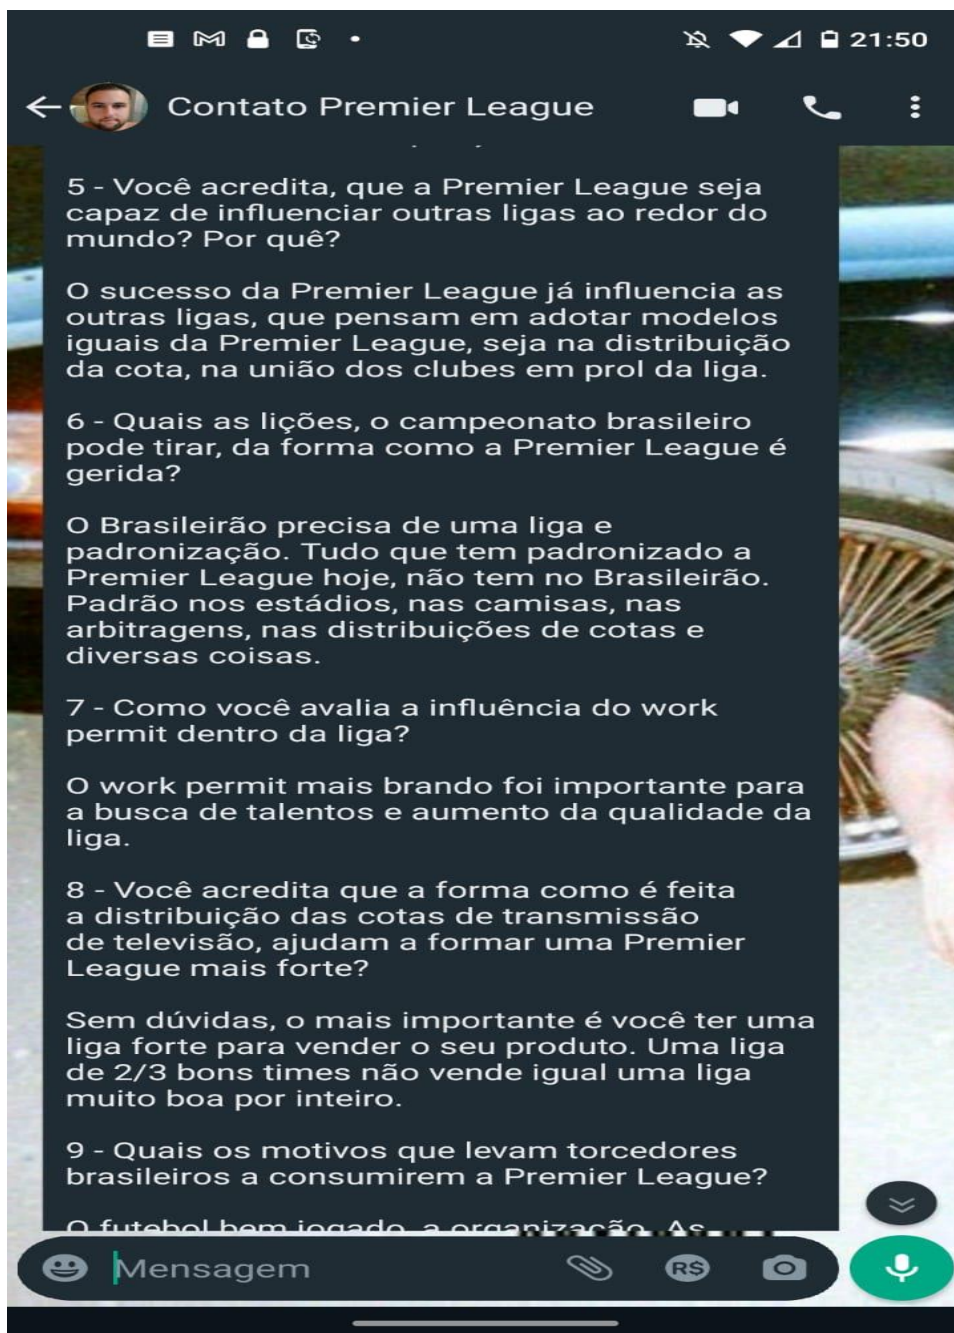 21:50
Contato Premier League
5 - Você acredita, que a Premier League seja
capaz de influenciar outras ligas ao redor do
mundo? Por quê?
O sucesso da Premier League já influencia as
outras ligas, que pensam em adotar modelos
iguais da Premier League, seja na distribuição
da cota, na união dos clubes em prol da liga.
6 - Quais as lições, o campeonato brasileiro
pode tirar, da forma como a Premier League é
gerida?
O Brasileirão precisa de uma liga e
padronização. Tudo que tem padronizado a
Premier League hoje, não tem no Brasileirão.
Padrão nos estádios, nas camisas, nas
arbitragens, nas distribuições de cotas e
diversas coisas.
7 - Como você avalia a influência do work
permit dentro da liga?
O work permit mais brando foi importante para
a busca de talentos e aumento da qualidade da
liga.
8 - Você acredita que a forma como é feita
a distribuição das cotas de transmissão
de televisão, ajudam a formar uma Premier
League mais forte?
Sem dúvidas, o mais importante é você ter uma
liga forte para vender o seu produto. Uma liga
de 2/3 bons times não vende igual uma liga
muito boa por inteiro.
9 - Quais os motivos que levam torcedores
brasileiros a consumirem a Premier League?
O futebol bem jogado, a organização. As
Mensagem
R$